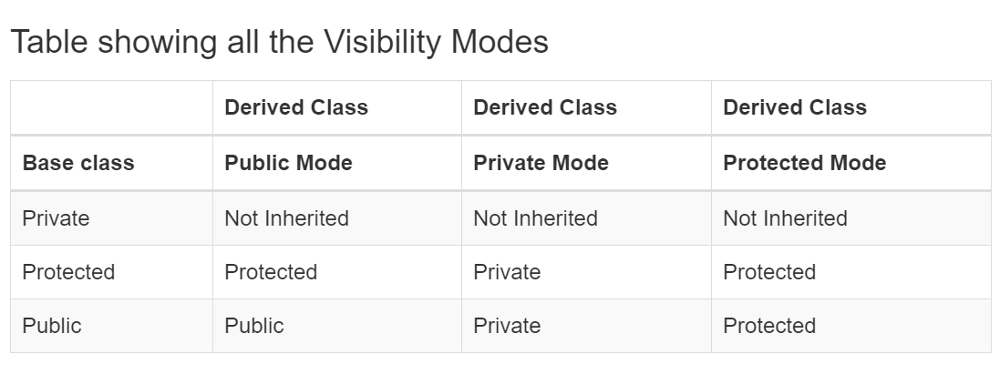 Table showing all the Visibility Modes
Derived Class Derived Class Derived Class
Base class Public Mode Private Mode Protected Mode
Private Not Inherited Not Inherited Not Inherited
Protected Protected Private Protected
Public Public Private Protected